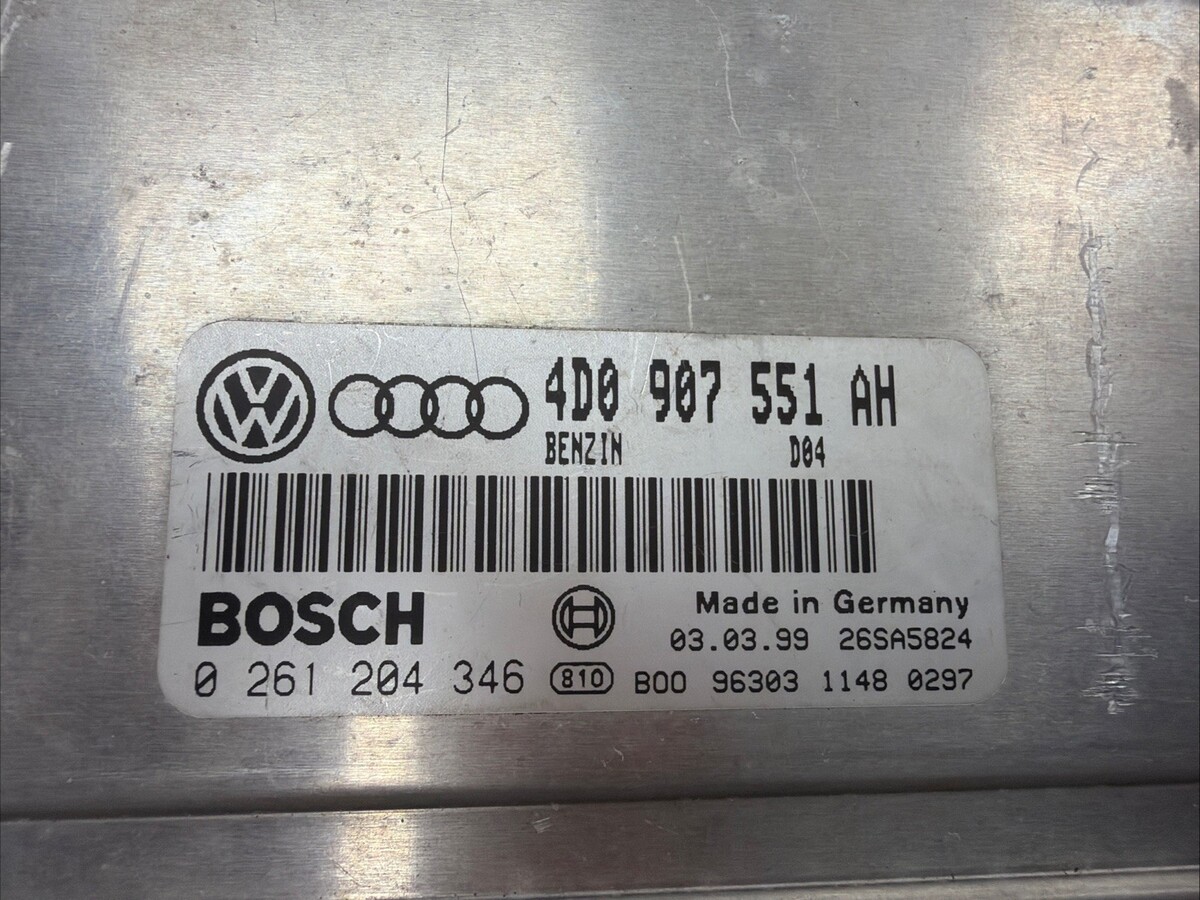 4D0 907 551 AH
BENZIN D04
BOSCH
Made in Germany
03.03.99 26SA5824
0 261 204 346 810 B00 96303 1148 0297